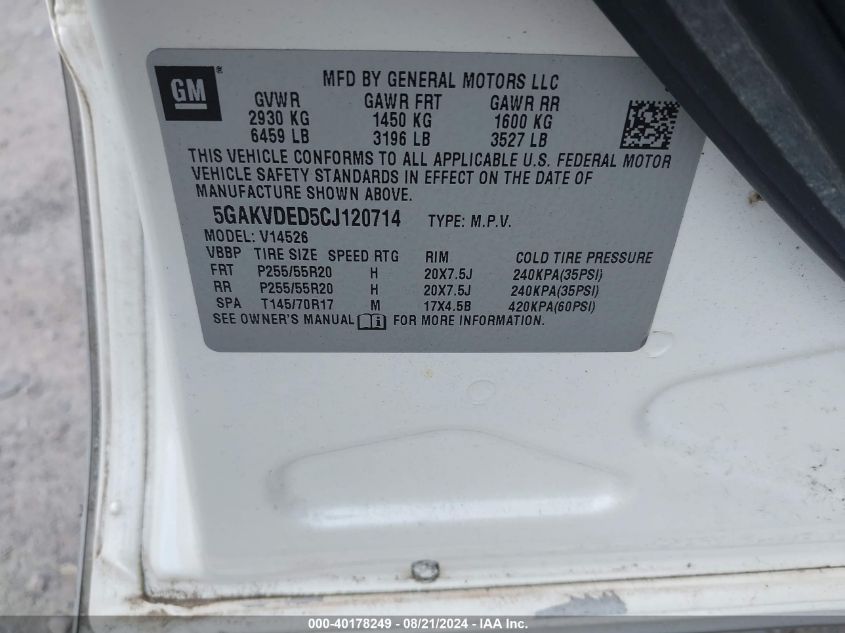 GM ®
MFD BY GENERAL MOTORS LLC
GVWR GAWR FRT GAWR RR
2930 KG 1450 KG 1600 KG
6459 LB 3196 LB 3527 LB
THIS VEHICLE CONFORMS TO ALL APPLICABLE U.S. FEDERAL MOTOR
VEHICLE SAFETY STANDARDS IN EFFECT ON THE DATE OF
MANUFACTURE SHOWN ABOVE.
5GAKVDED5CJ120714 TYPE: M.P.V.
MODEL: V14526
VBBP TIRE SIZE SPEED RTG RIM COLD TIRE PRESSURE
FRT P255/55R20 H 20X7.5J 240KPA(35PSI)
RR P255/55R20 H 20X7.5J 240KPA(35PSI)
SPA T145/70R17 M 17X4.5B 420KPA(60PSI)
SEE OWNER'S MANUAL FOR MORE INFORMATION.
000-40178249 - 08/21/2024 - IAA Inc.